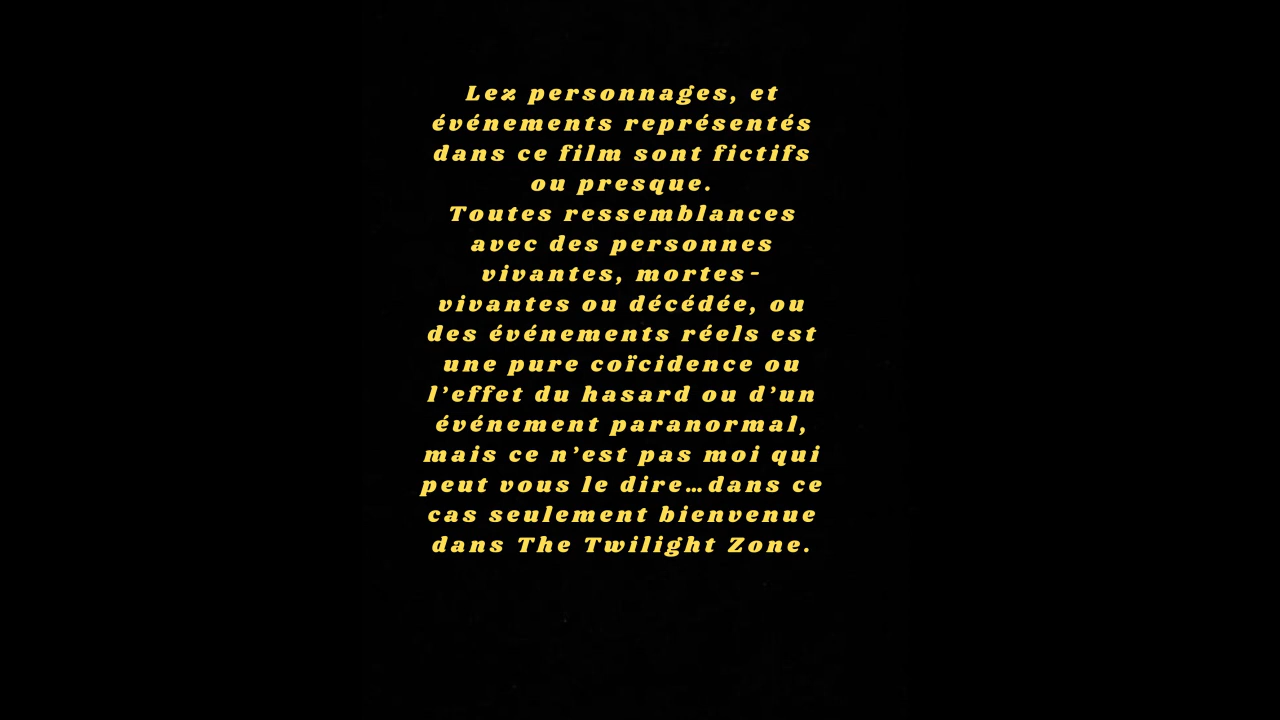 Lez personnages, et
événements représentés
dans ce film sont fictifs
ou presque.
Toutes ressemblances
avec des personnes
vivantes, mortes-
vivantes ou décédée, ou
des événements réels est
une pure coïcidence ou
l’effet du hasard ou d’un
événement paranormal,
mais ce n’est pas moi qui
peut vous le dire…dans ce
cas seulement bienvenue
dans The Twilight Zone.